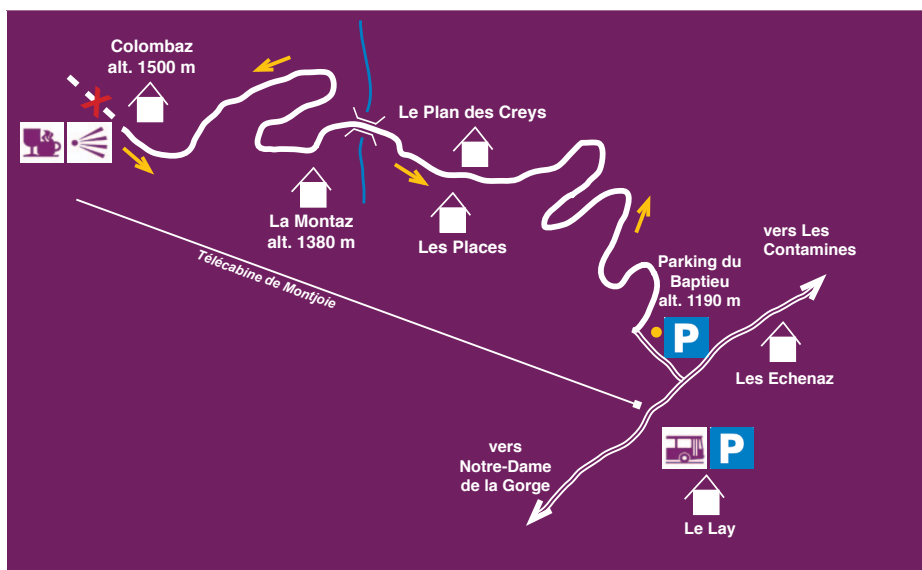 Colombaz
alt. 1500 m
Le Plan des Creys
La Montaz
alt. 1380 m
Les Places
vers Les
Contamines
Parking du
Baptieu
alt. 1190 m
P
Télécabine de Montjoie
Les Echenaz
vers
Notre-Dame
de la Gorge
P
Le Lay